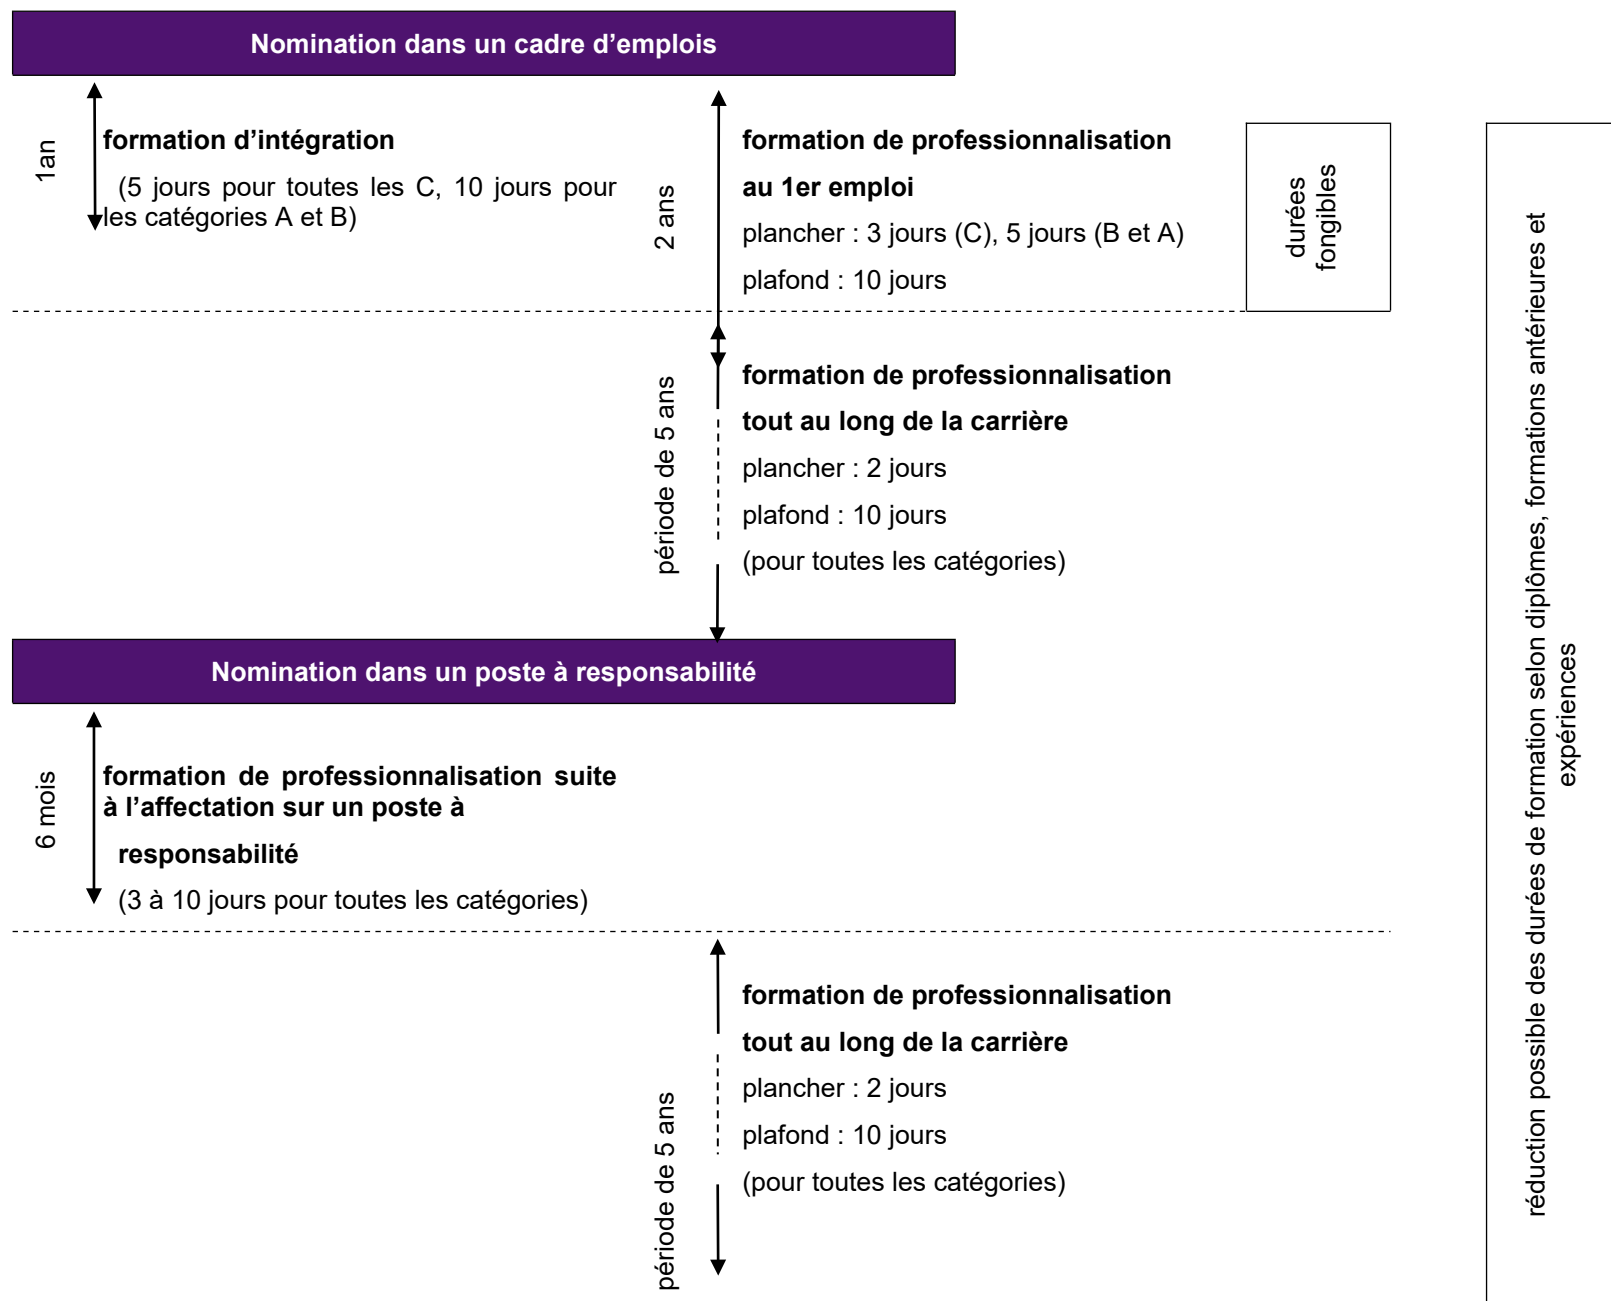 Nomination dans un cadre d’emplois
1an
formation d’intégration
(5 jours pour toutes les C, 10 jours pour
les catégories A et B)
2 ans
formation de professionnalisation
au 1er emploi
plancher : 3 jours (C), 5 jours (B et A)
plafond : 10 jours
durées
fongibles
période de 5 ans
formation de professionnalisation
tout au long de la carrière
plancher : 2 jours
plafond : 10 jours
(pour toutes les catégories)
Nomination dans un poste à responsabilité
6 mois
formation de professionnalisation suite
à l’affectation sur un poste à
responsabilité
(3 à 10 jours pour toutes les catégories)
période de 5 ans
formation de professionnalisation
tout au long de la carrière
plancher : 2 jours
plafond : 10 jours
(pour toutes les catégories)
réduction possible des durées de formation selon diplômes, formations antérieures et
expériences